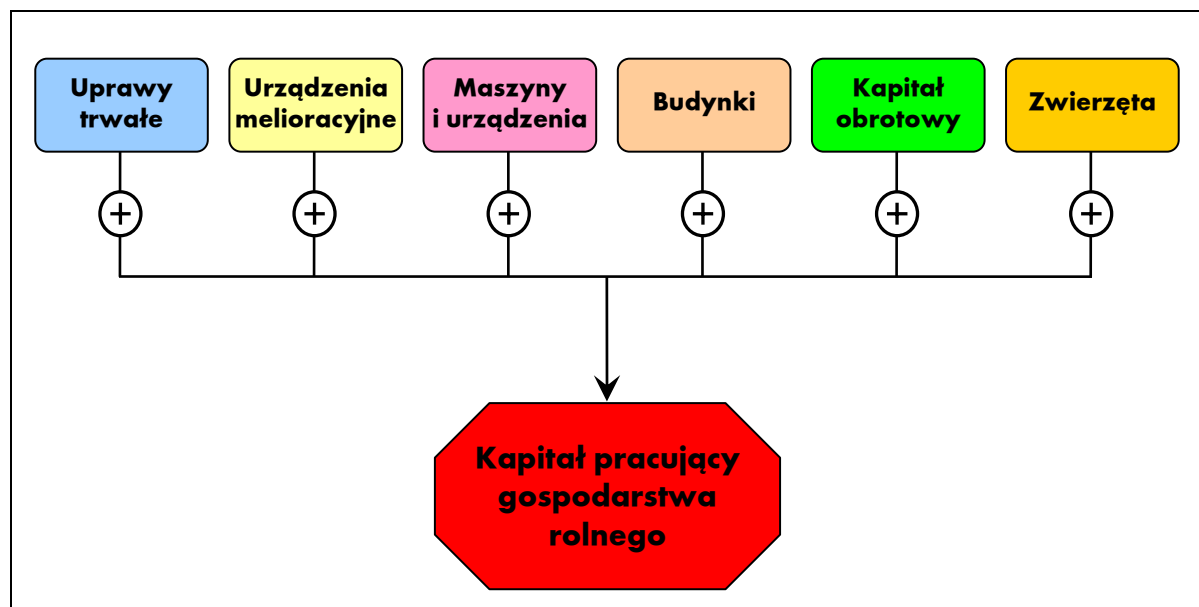 Uprawy
trwałe
Urządzenia
melioracyjne
Maszyny
i urządzenia
Budynki
Kapitał
obrotowy
Zwierzęta
+ + + + + +
Kapitał pracujący
gospodarstwa
rolnego